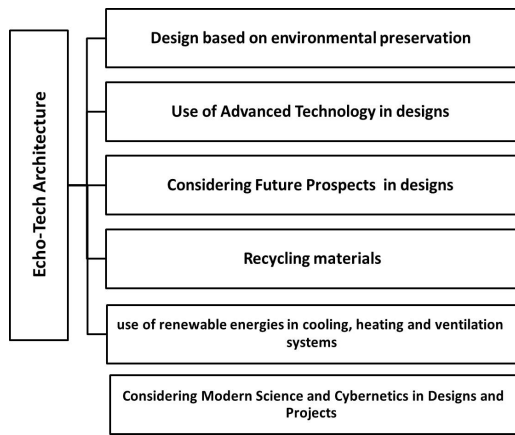 Echo-Tech Architecture
Design based on environmental preservation
Use of Advanced Technology in designs
Considering Future Prospects in designs
Recycling materials
use of renewable energies in cooling, heating and ventilation
systems
Considering Modern Science and Cybernetics in Designs and
Projects